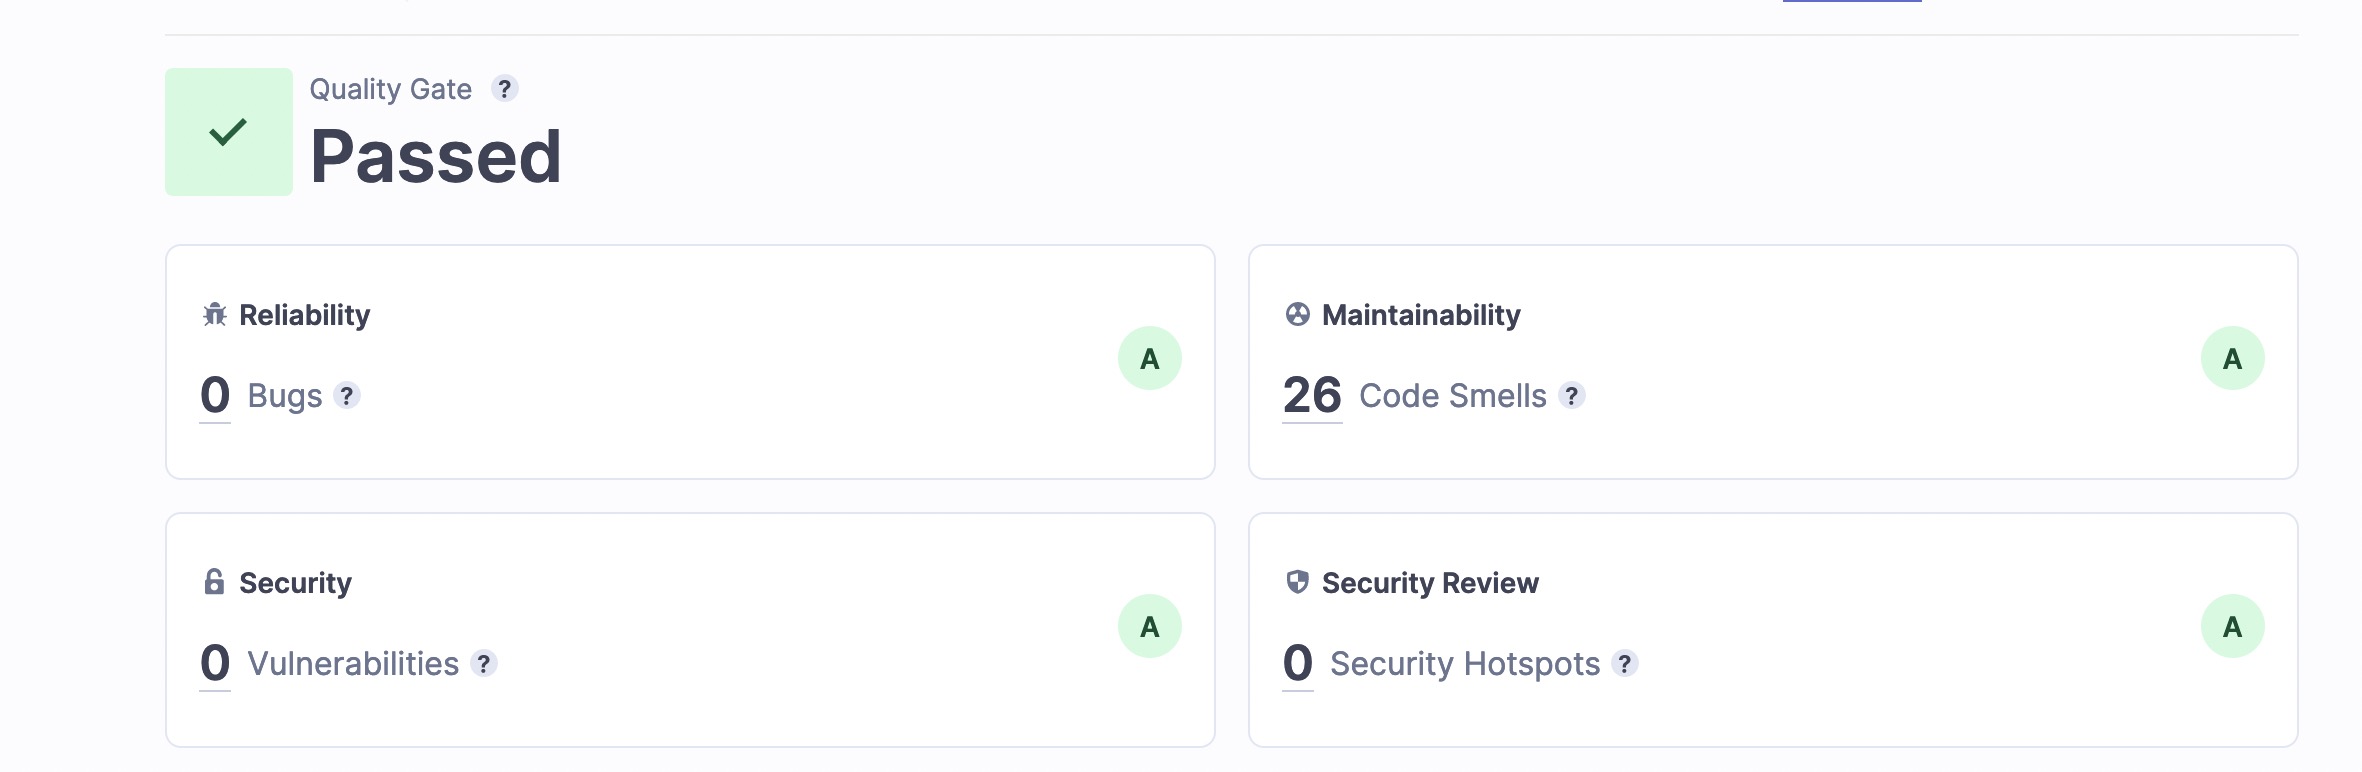 Quality Gate ?
Passed
Reliability
0 Bugs ?
A
Maintainability
26 Code Smells ?
A
Security
0 Vulnerabilities ?
A
Security Review
0 Security Hotspots ?
A